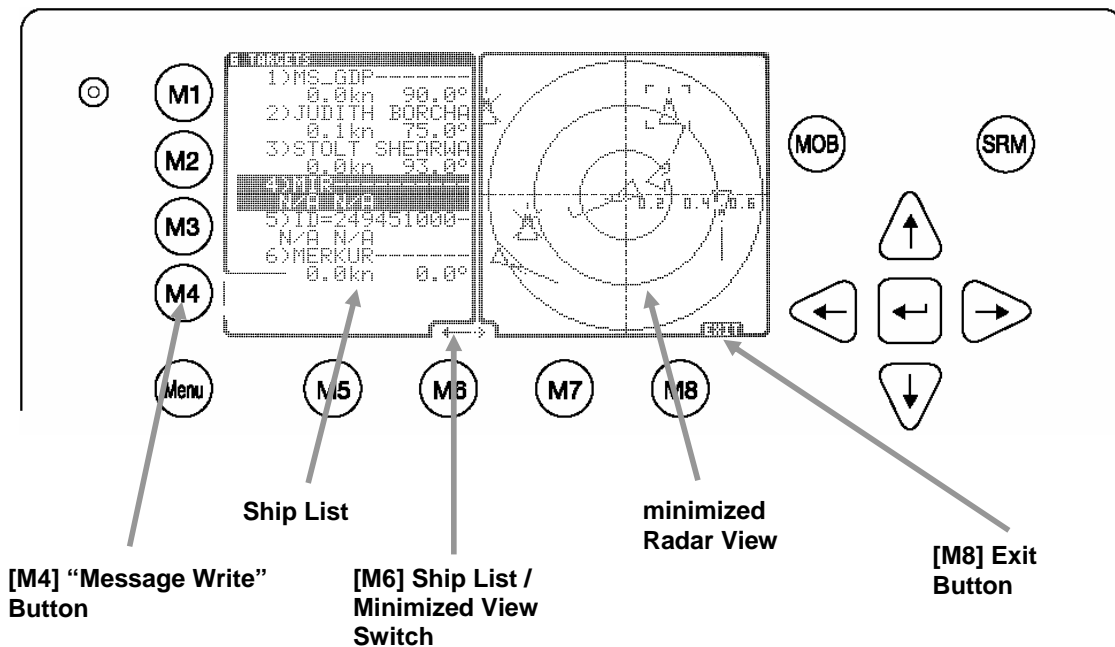 6 TARGETS
1)MS_GDP--------
0.0kn 90.0°
2)JUDITH BORCHA
0.1kn 75.0°
3)STOLT SHEARWA
0.0kn 93.0°
4)MIR-----------
N/A N/A
5)ID=249451000-
N/A N/A
6)MERKUR--------
0.0kn 0.0°
0.2 0.4 0.6
EXIT
M1
M2
M3
M4
Menu
M5
M6
M7
M8
MOB
SRM
Ship List
minimized
Radar View
[M4] “Message Write”
Button
[M6] Ship List /
Minimized View
Switch
[M8] Exit
Button